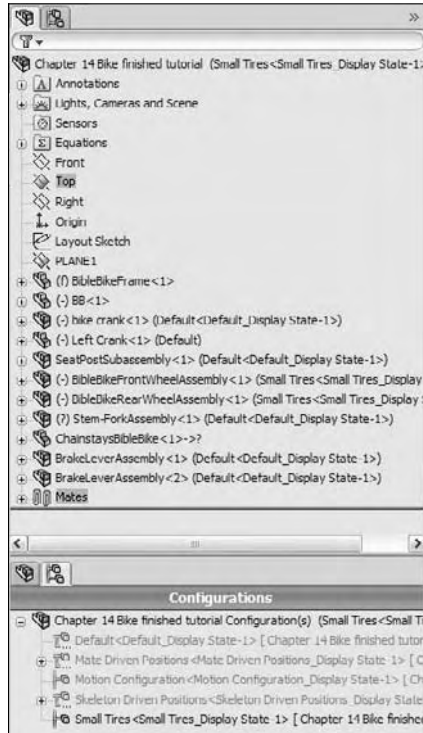 »
Chapter 14 Bike finished tutorial (Small Tires<Small Tires_Display State-1>
Annotations
Lights, Cameras and Scene
Sensors
Equations
Front
Top
Right
Origin
Layout Sketch
PLANE1
(f) BibleBikeFrame<1>
(-) BB<1>
(-) bike crank<1> (Default<Default_Display State-1>)
(-) Left Crank<1> (Default)
SeatPostSubassembly<1> (Default<Default_Display State-1>)
(-) BibleBikeFrontWheelAssembly<1> (Small Tires<Small Tires_Display
(-) BibleBikeRearWheelAssembly<1> (Small Tires<Small Tires_Display
(?) Stem-ForkAssembly<1> (Default<Default_Display State-1>)
ChainstaysBibleBike<1>->?
BrakeLeverAssembly<1> (Default<Default_Display State-1>)
BrakeLeverAssembly<2> (Default<Default_Display State-1>)
Mates
Configurations
Chapter 14 Bike finished tutorial Configuration(s) (Small Tires<Small Ti
Default<Default_Display State-1> [ Chapter 14 Bike finished tutor
Mate Driven Positions<Mate Driven Positions_Display State-1> [ C
Motion Configuration<Motion Configuration_Display State-1> [ Ch
Skeleton Driven Positions<Skeleton Driven Positions_Display State
Small Tires<Small Tires_Display State-1> [ Chapter 14 Bike finishe